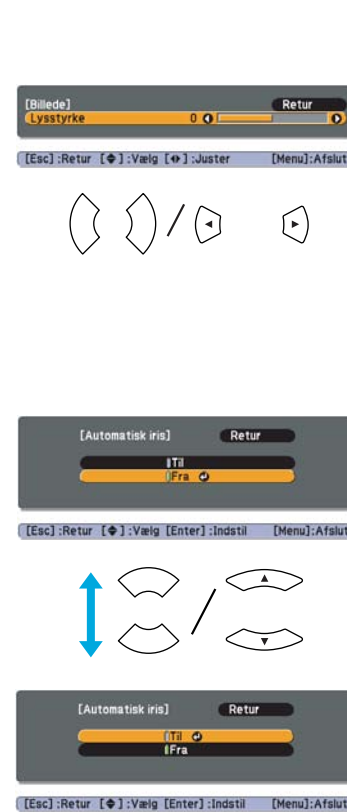 [Billede] Retur
Lysstyrke 0
[Esc] :Retur [] :Vælg [] :Juster [Menu]:Afslut
[Automatisk iris] Retur
Til
Fra
[Esc] :Retur [] :Vælg [Enter] :Indstil [Menu]:Afslut
[Automatisk iris] Retur
Til
Fra
[Esc] :Retur [] :Vælg [Enter] :Indstil [Menu]:Afslut